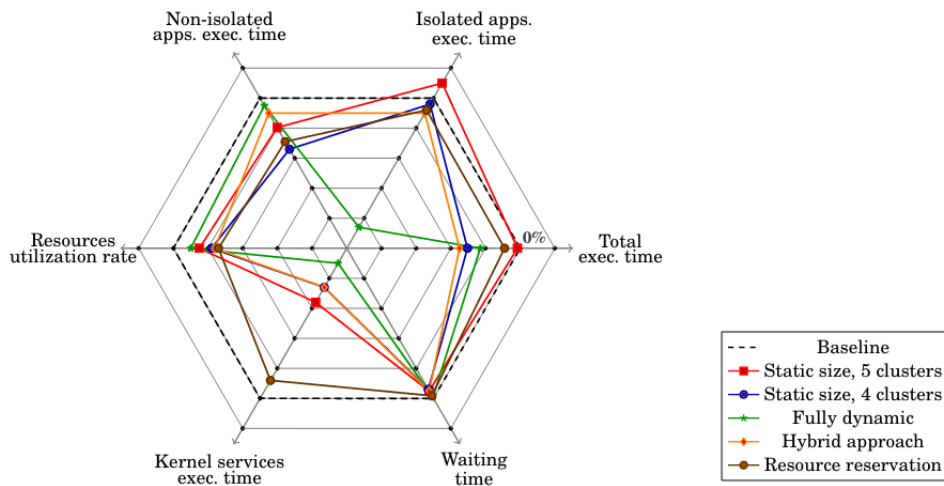 Non-isolated
apps. exec. time
Isolated apps.
exec. time
Resources
utilization rate
0%
Total
exec. time
Kernel services
exec. time
Waiting
time
Baseline
Static size, 5 clusters
Static size, 4 clusters
Fully dynamic
Hybrid approach
Resource reservation